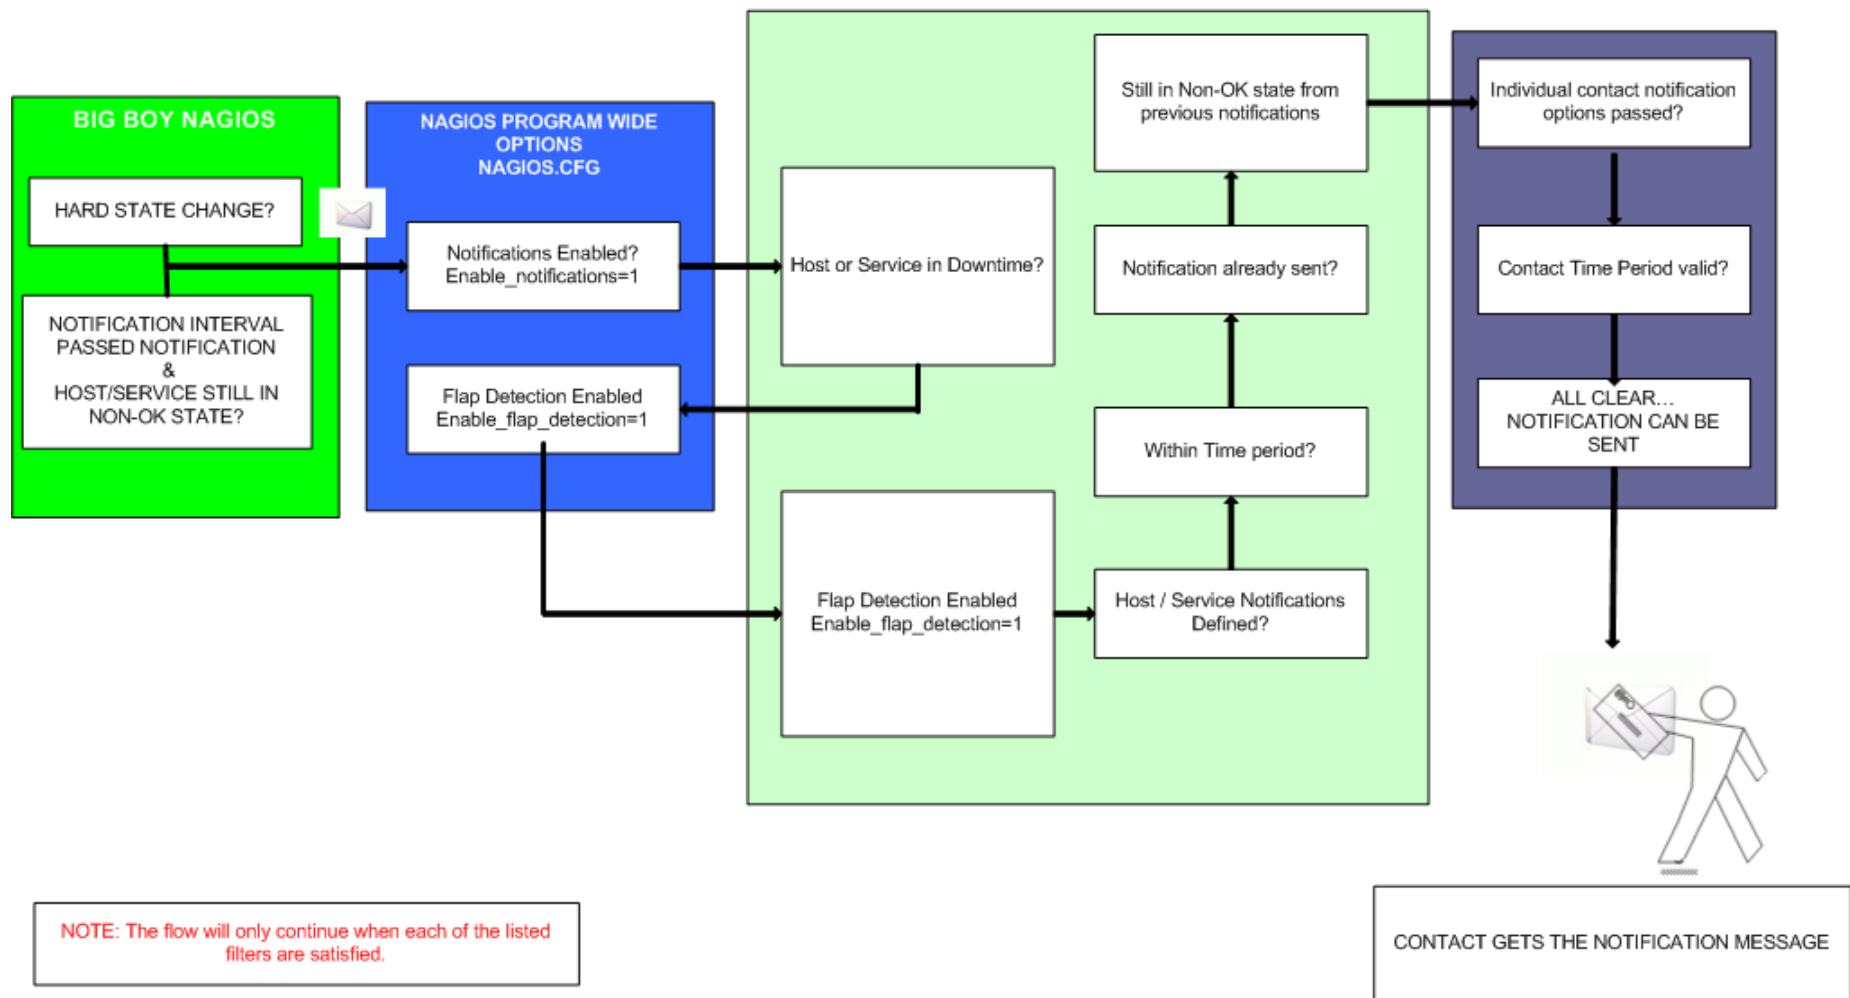 BIG BOY NAGIOS
HARD STATE CHANGE?
NOTIFICATION INTERVAL
PASSED NOTIFICATION
&
HOST/SERVICE STILL IN
NON-OK STATE?
NAGIOS PROGRAM WIDE
OPTIONS
NAGIOS.CFG
Notifications Enabled?
Enable_notifications=1
Flap Detection Enabled
Enable_flap_detection=1
Host or Service in Downtime?
Flap Detection Enabled
Enable_flap_detection=1
Still in Non-OK state from
previous notifications
Notification already sent?
Within Time period?
Host / Service Notifications
Defined?
Individual contact notification
options passed?
Contact Time Period valid?
ALL CLEAR...
NOTIFICATION CAN BE
SENT
NOTE: The flow will only continue when each of the listed
filters are satisfied.
CONTACT GETS THE NOTIFICATION MESSAGE